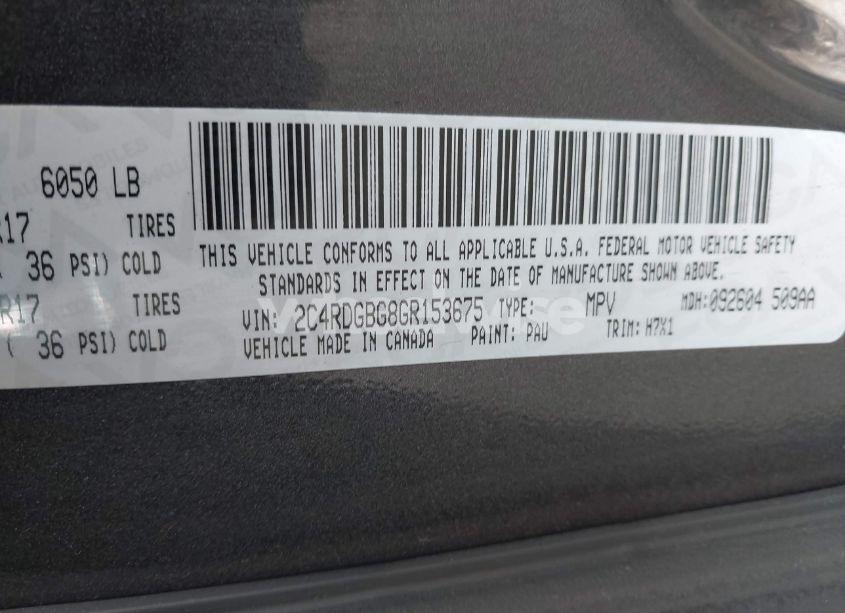 6050 LB
R17 TIRES
36 PSI) COLD
R17 TIRES
( 36 PSI) COLD
THIS VEHICLE CONFORMS TO ALL APPLICABLE U.S.A. FEDERAL MOTOR VEHICLE SAFETY
STANDARDS IN EFFECT ON THE DATE OF MANUFACTURE SHOWN ABOVE.
VIN: 2C4RDGBG8GR153675 TYPE: MPV MDH:092604 509AA
VEHICLE MADE IN CANADA PAINT: PAU TRIM: H7X1